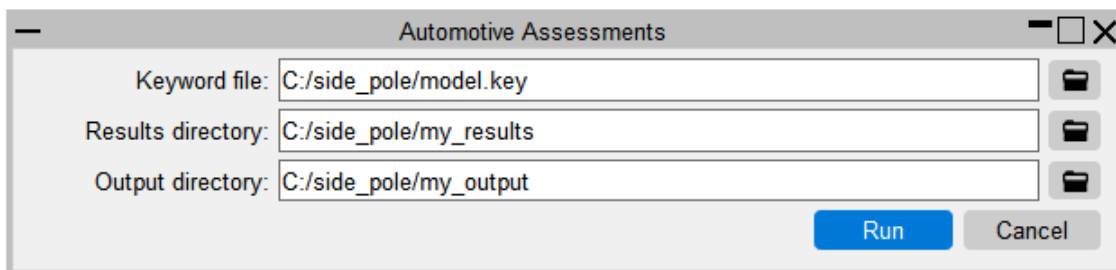 Automotive Assessments
Keyword file: C:/side_pole/model.key
Results directory: C:/side_pole/my_results
Output directory: C:/side_pole/my_output
Run Cancel